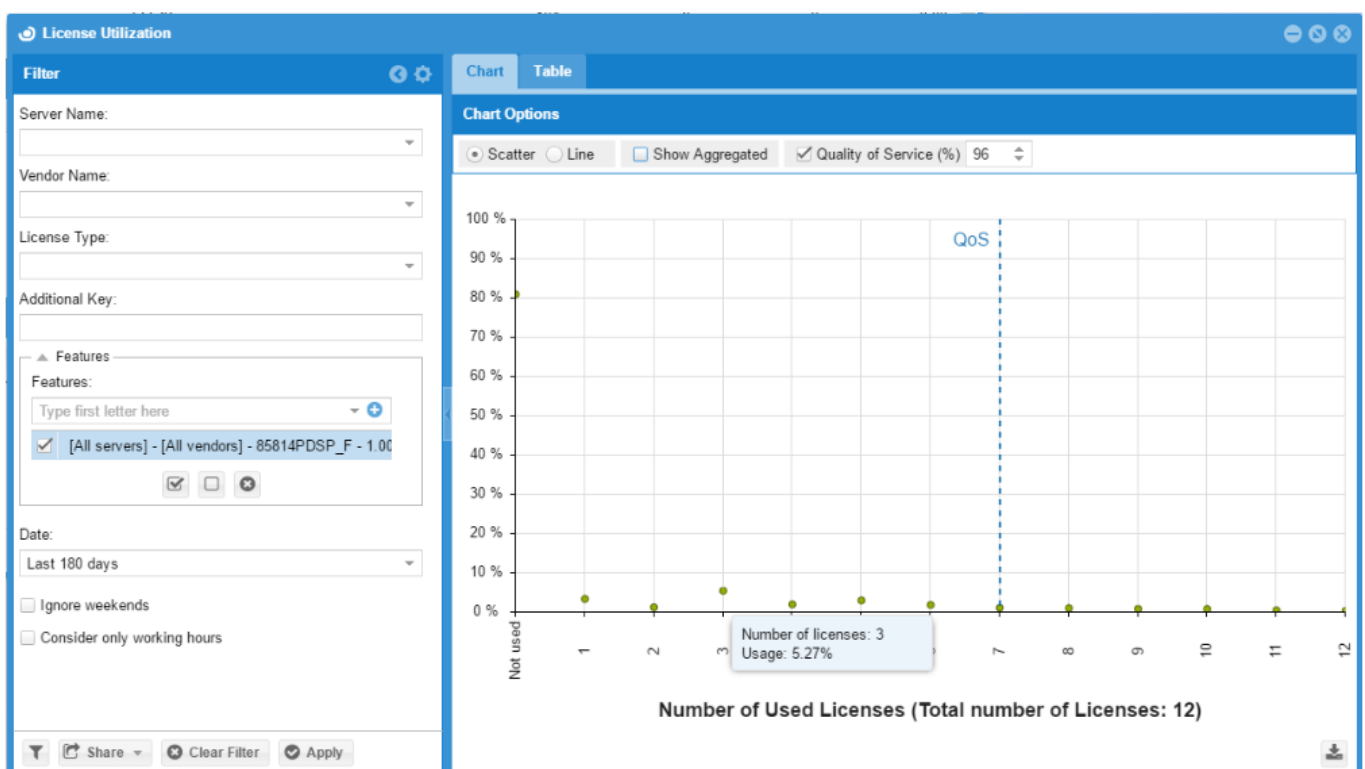 License Utilization
Filter
Server Name:
Vendor Name:
License Type:
Additional Key:
Features
Features:
Type first letter here
[All servers] - [All vendors] - 85814PDSP_F - 1.00
Date:
Last 180 days
Ignore weekends
Consider only working hours
Share
Clear Filter
Apply
Chart Table
Chart Options
Scatter Line Show Aggregated Quality of Service (%) 96
100 %
QoS
90 %
80 %
70 %
60 %
50 %
40 %
30 %
20 %
10 %
0 %
Number of licenses: 3
Usage: 5.27%
Not used 1 2 3 7 8 9 10 11 12
Number of Used Licenses (Total number of Licenses: 12)